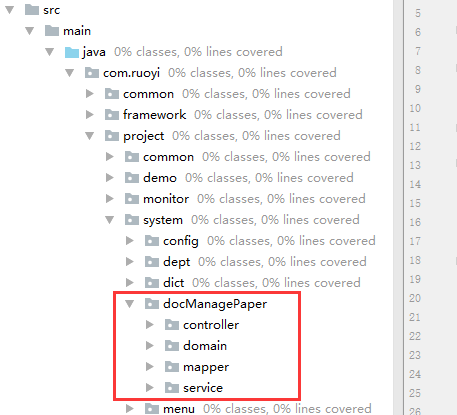 src
main
java 0% classes, 0% lines covered
com.ruoyi 0% classes, 0% lines covered
common 0% classes, 0% lines covered
framework 0% classes, 0% lines covered
project 0% classes, 0% lines covered
common 0% classes, 0% lines covered
demo 0% classes, 0% lines covered
monitor 0% classes, 0% lines covered
system 0% classes, 0% lines covered
config 0% classes, 0% lines covered
dept 0% classes, 0% lines covered
dict 0% classes, 0% lines covered
docManagePaper
controller
domain
mapper
service
menu 0% classes, 0% lines covered
5
6
7
8
9
10
11
12
13
14
15
16
17
18
19
20
21
22
23
24
25
26